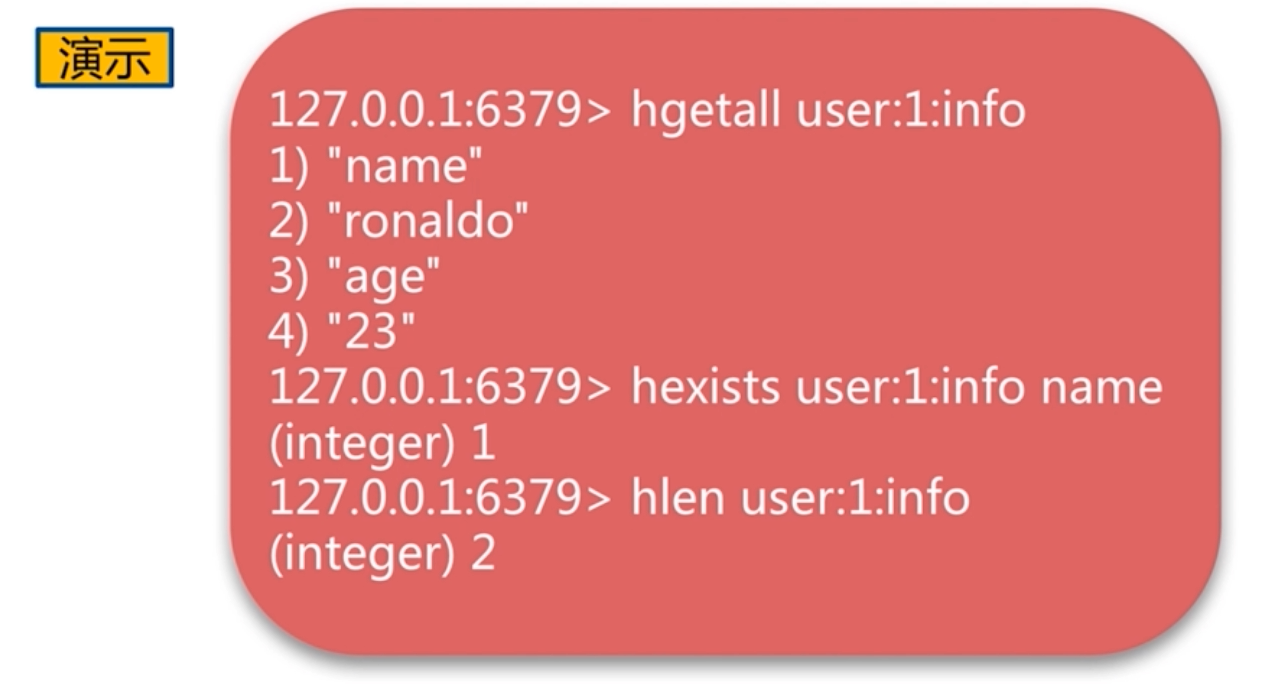 演示
127.0.0.1:6379> hgetall user:1:info
1) "name"
2) "ronaldo"
3) "age"
4) "23"
127.0.0.1:6379> hexists user:1:info name
(integer) 1
127.0.0.1:6379> hlen user:1:info
(integer) 2